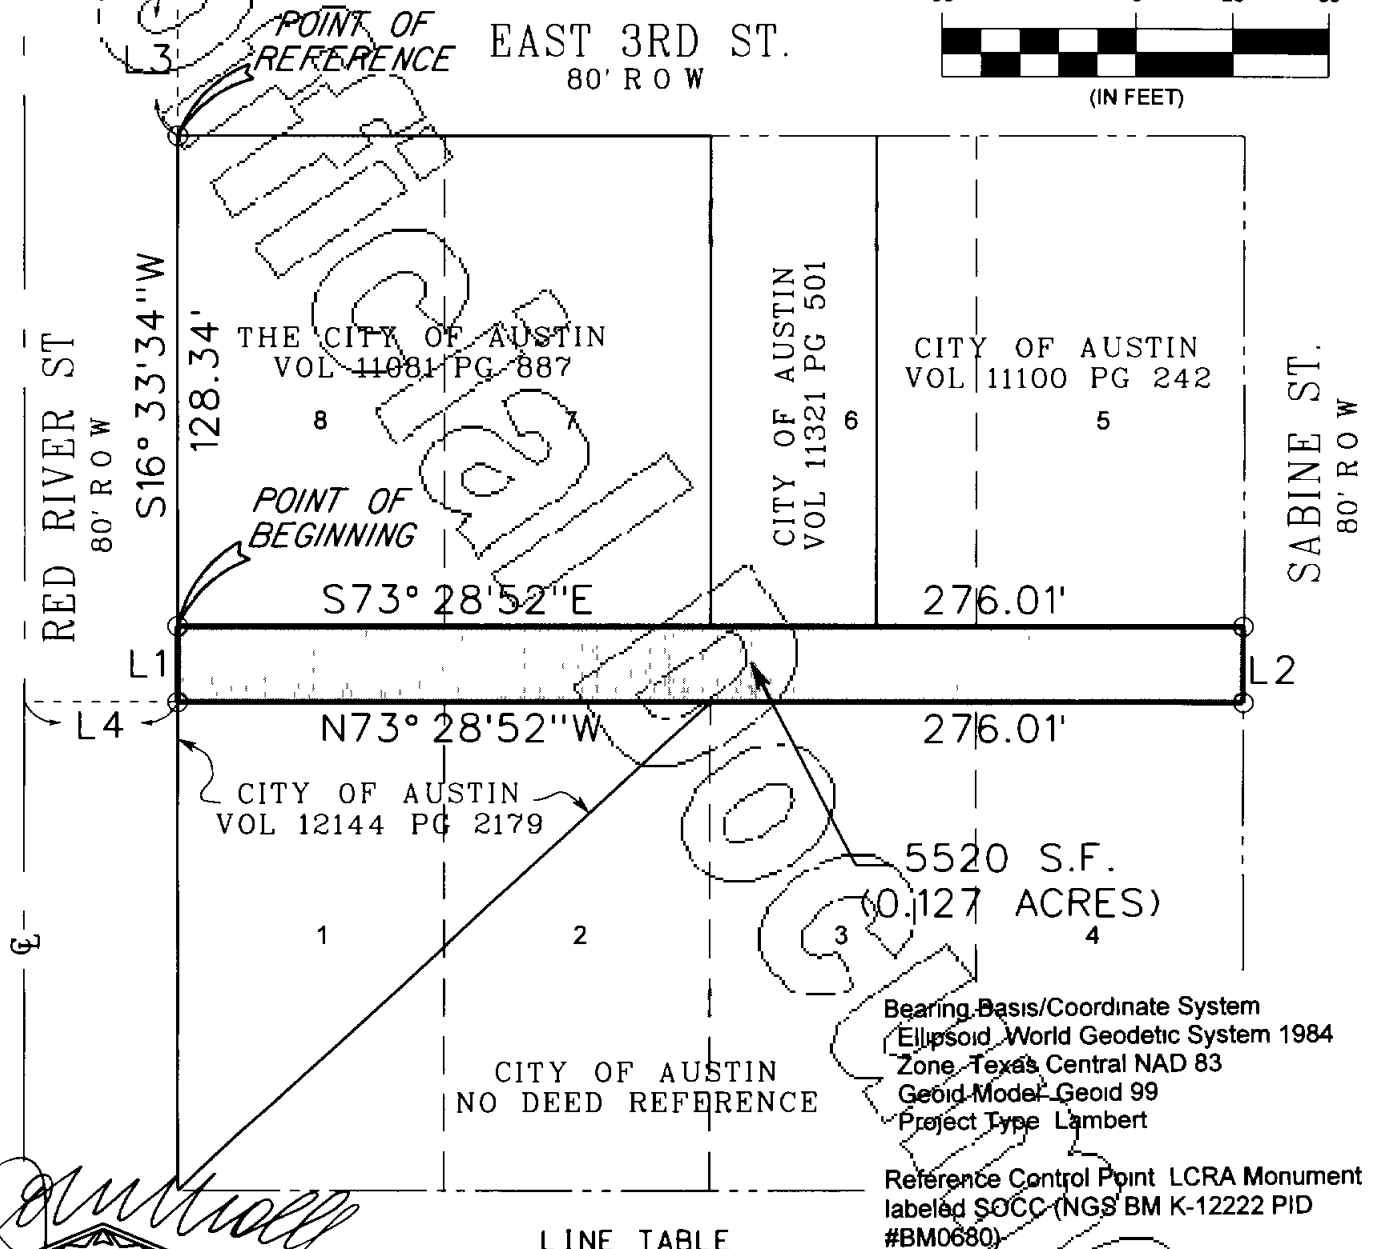 POINT OF
REFERENCE
L3
EAST 3RD ST.
80' R O W
(IN FEET)
S16° 33'34"W
128.34'
RED RIVER ST
80' R O W
THE CITY OF AUSTIN
VOL 11081 PG 887
8
7
CITY OF AUSTIN
VOL 11321 PG 501
6
CITY OF AUSTIN
VOL 11100 PG 242
5
SABINE ST.
80' R O W
POINT OF
BEGINNING
S73° 28'52"E
276.01'
L1
L2
L4
N73° 28'52"W
276.01'
CITY OF AUSTIN
VOL 12144 PG 2179
5520 S.F.
(0.127 ACRES)
1
2
3
4
CITY OF AUSTIN
NO DEED REFERENCE
Bearing Basis/Coordinate System
Ellipsoid World Geodetic System 1984
Zone Texas Central NAD 83
Geoid Model Geoid 99
Project Type Lambert
Reference Control Point LCRA Monument
labeled SOCC (NGS BM K-12222 PID
#BM0680)
LINE TABLE